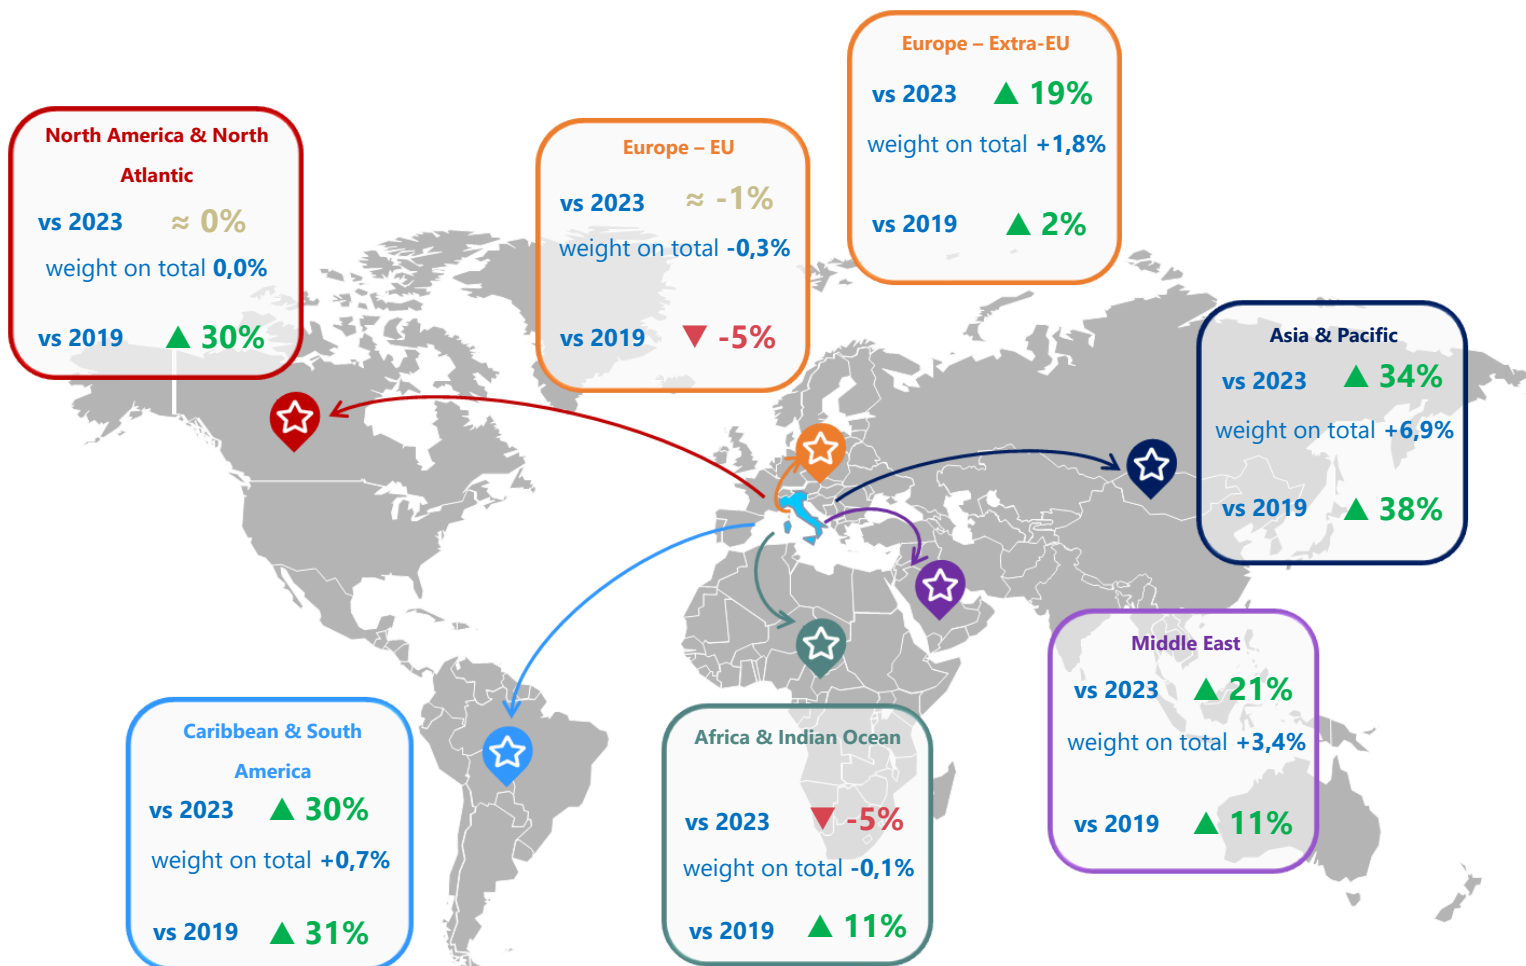 Europe – Extra-EU
vs 2023 ▲ 19%
weight on total +1,8%
vs 2019 ▲ 2%
North America & North
Atlantic
vs 2023 ≈ 0%
weight on total 0,0%
vs 2019 ▲ 30%
Europe – EU
vs 2023 ≈ -1%
weight on total -0,3%
vs 2019 ▼ -5%
Asia & Pacific
vs 2023 ▲ 34%
weight on total +6,9%
vs 2019 ▲ 38%
Middle East
vs 2023 ▲ 21%
weight on total +3,4%
vs 2019 ▲ 11%
Caribbean & South
America
vs 2023 ▲ 30%
weight on total +0,7%
vs 2019 ▲ 31%
Africa & Indian Ocean
vs 2023 ▼ -5%
weight on total -0,1%
vs 2019 ▲ 11%